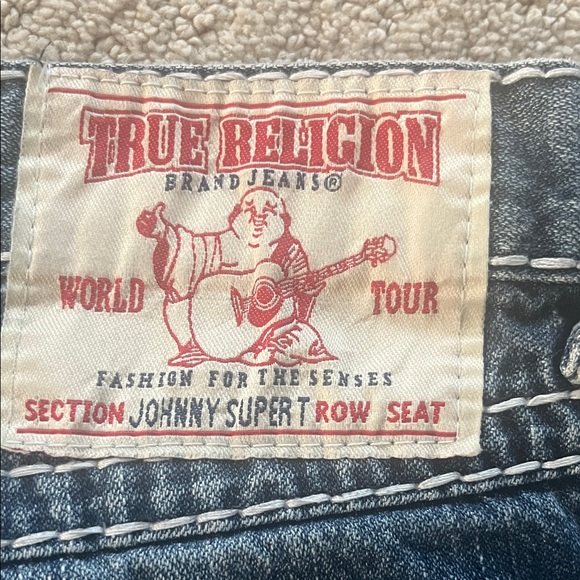 TRUE RELIGION
BRAND JEANS®
WORLD TOUR
FASHION FOR THE SENSES
SECTION JOHNNY SUPER T ROW SEAT